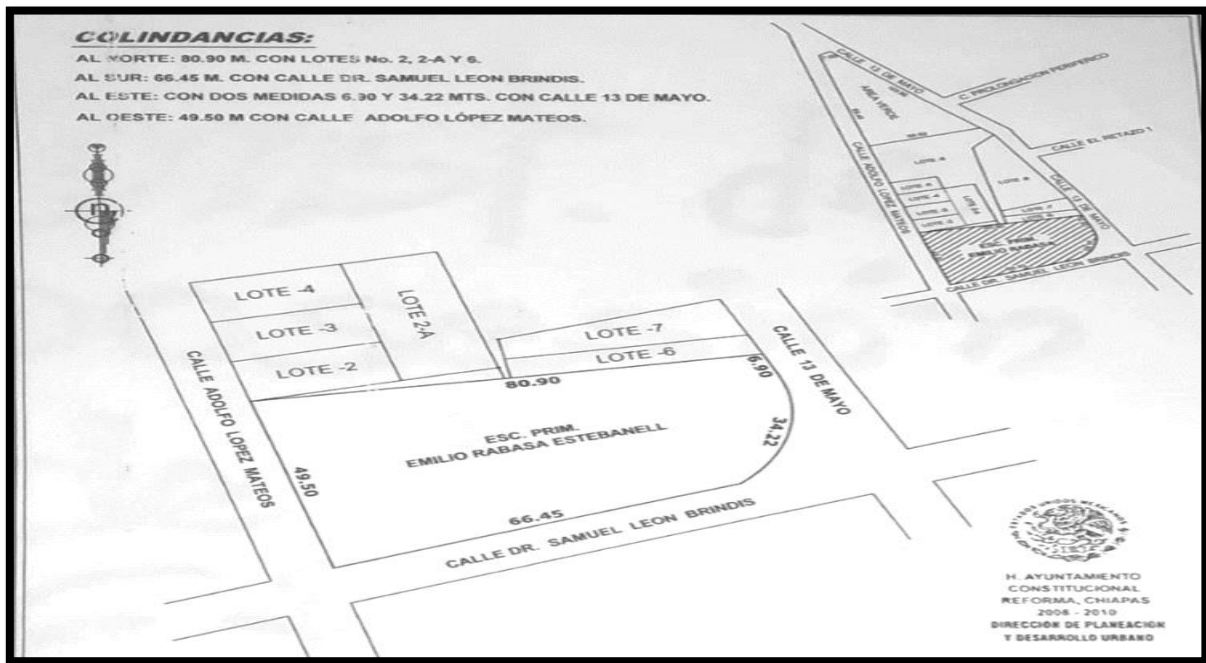 COLINDANCIAS:
AL NORTE: 80.90 M. CON LOTES No. 2, 2-A Y 6.
AL SUR: 66.45 M. CON CALLE DR. SAMUEL LEON BRINDIS.
AL ESTE: CON DOS MEDIDAS 6.90 Y 34.22 MTS. CON CALLE 13 DE MAYO.
AL OESTE: 49.50 M CON CALLE ADOLFO LÓPEZ MATEOS.
CALLE 13 DE MAYO
C. PROLONGACION PERIFERICO
AREA VERDE
CALLE EL RETAZO 1
CALLE ADOLFO LOPEZ MATEOS
CALLE 13 DE MAYO
ESC. PRIM.
EMILIO RABASA
CALLE DR. SAMUEL LEON BRINDIS
LOTE -4
LOTE 2-A
LOTE -3
LOTE -2
LOTE -7
LOTE -6
CALLE 13 DE MAYO
CALLE ADOLFO LOPEZ MATEOS
80.90
6.90
34.22
ESC. PRIM.
EMILIO RABASA ESTEBANELL
49.50
66.45
CALLE DR. SAMUEL LEON BRINDIS
ESTADOS UNIDOS MEXICANOS
H. AYUNTAMIENTO
CONSTITUCIONAL
REFORMA, CHIAPAS
2008 - 2010
DIRECCIÓN DE PLANEACIÓN
Y DESARROLLO URBANO